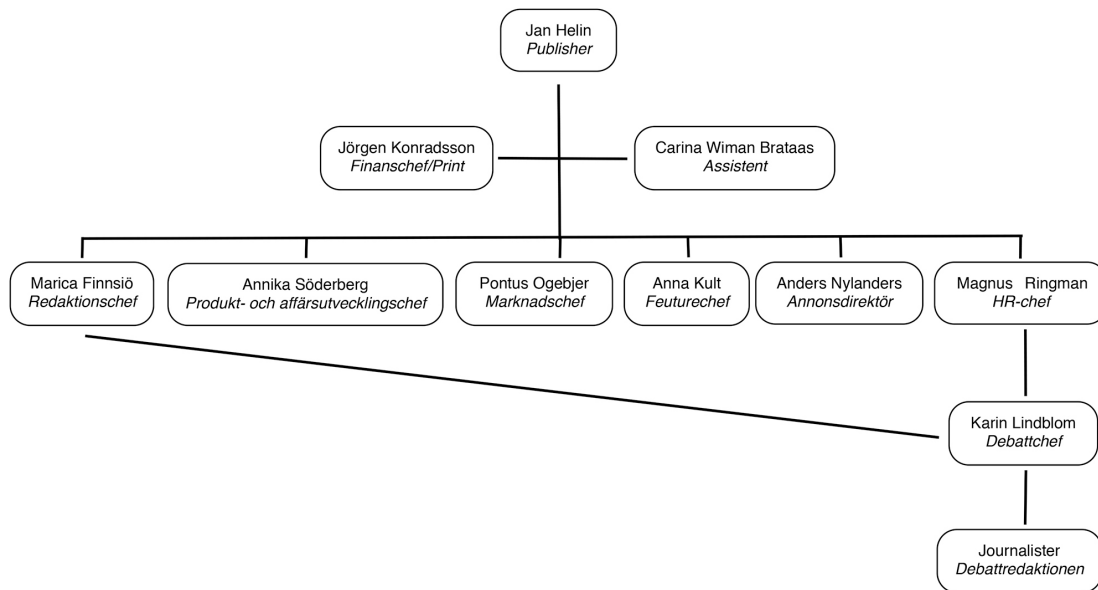 Jan Helin
Publisher
Jörgen Konradsson
Finanschef/Print
Carina Wiman Brataas
Assistent
Marica Finnsiö
Redaktionschef
Annika Söderberg
Produkt- och affärsutvecklingschef
Pontus Ogebjer
Marknadschef
Anna Kult
Feuturechef
Anders Nylanders
Annonsdirektör
Magnus Ringman
HR-chef
Karin Lindblom
Debattchef
Journalister
Debattredaktionen